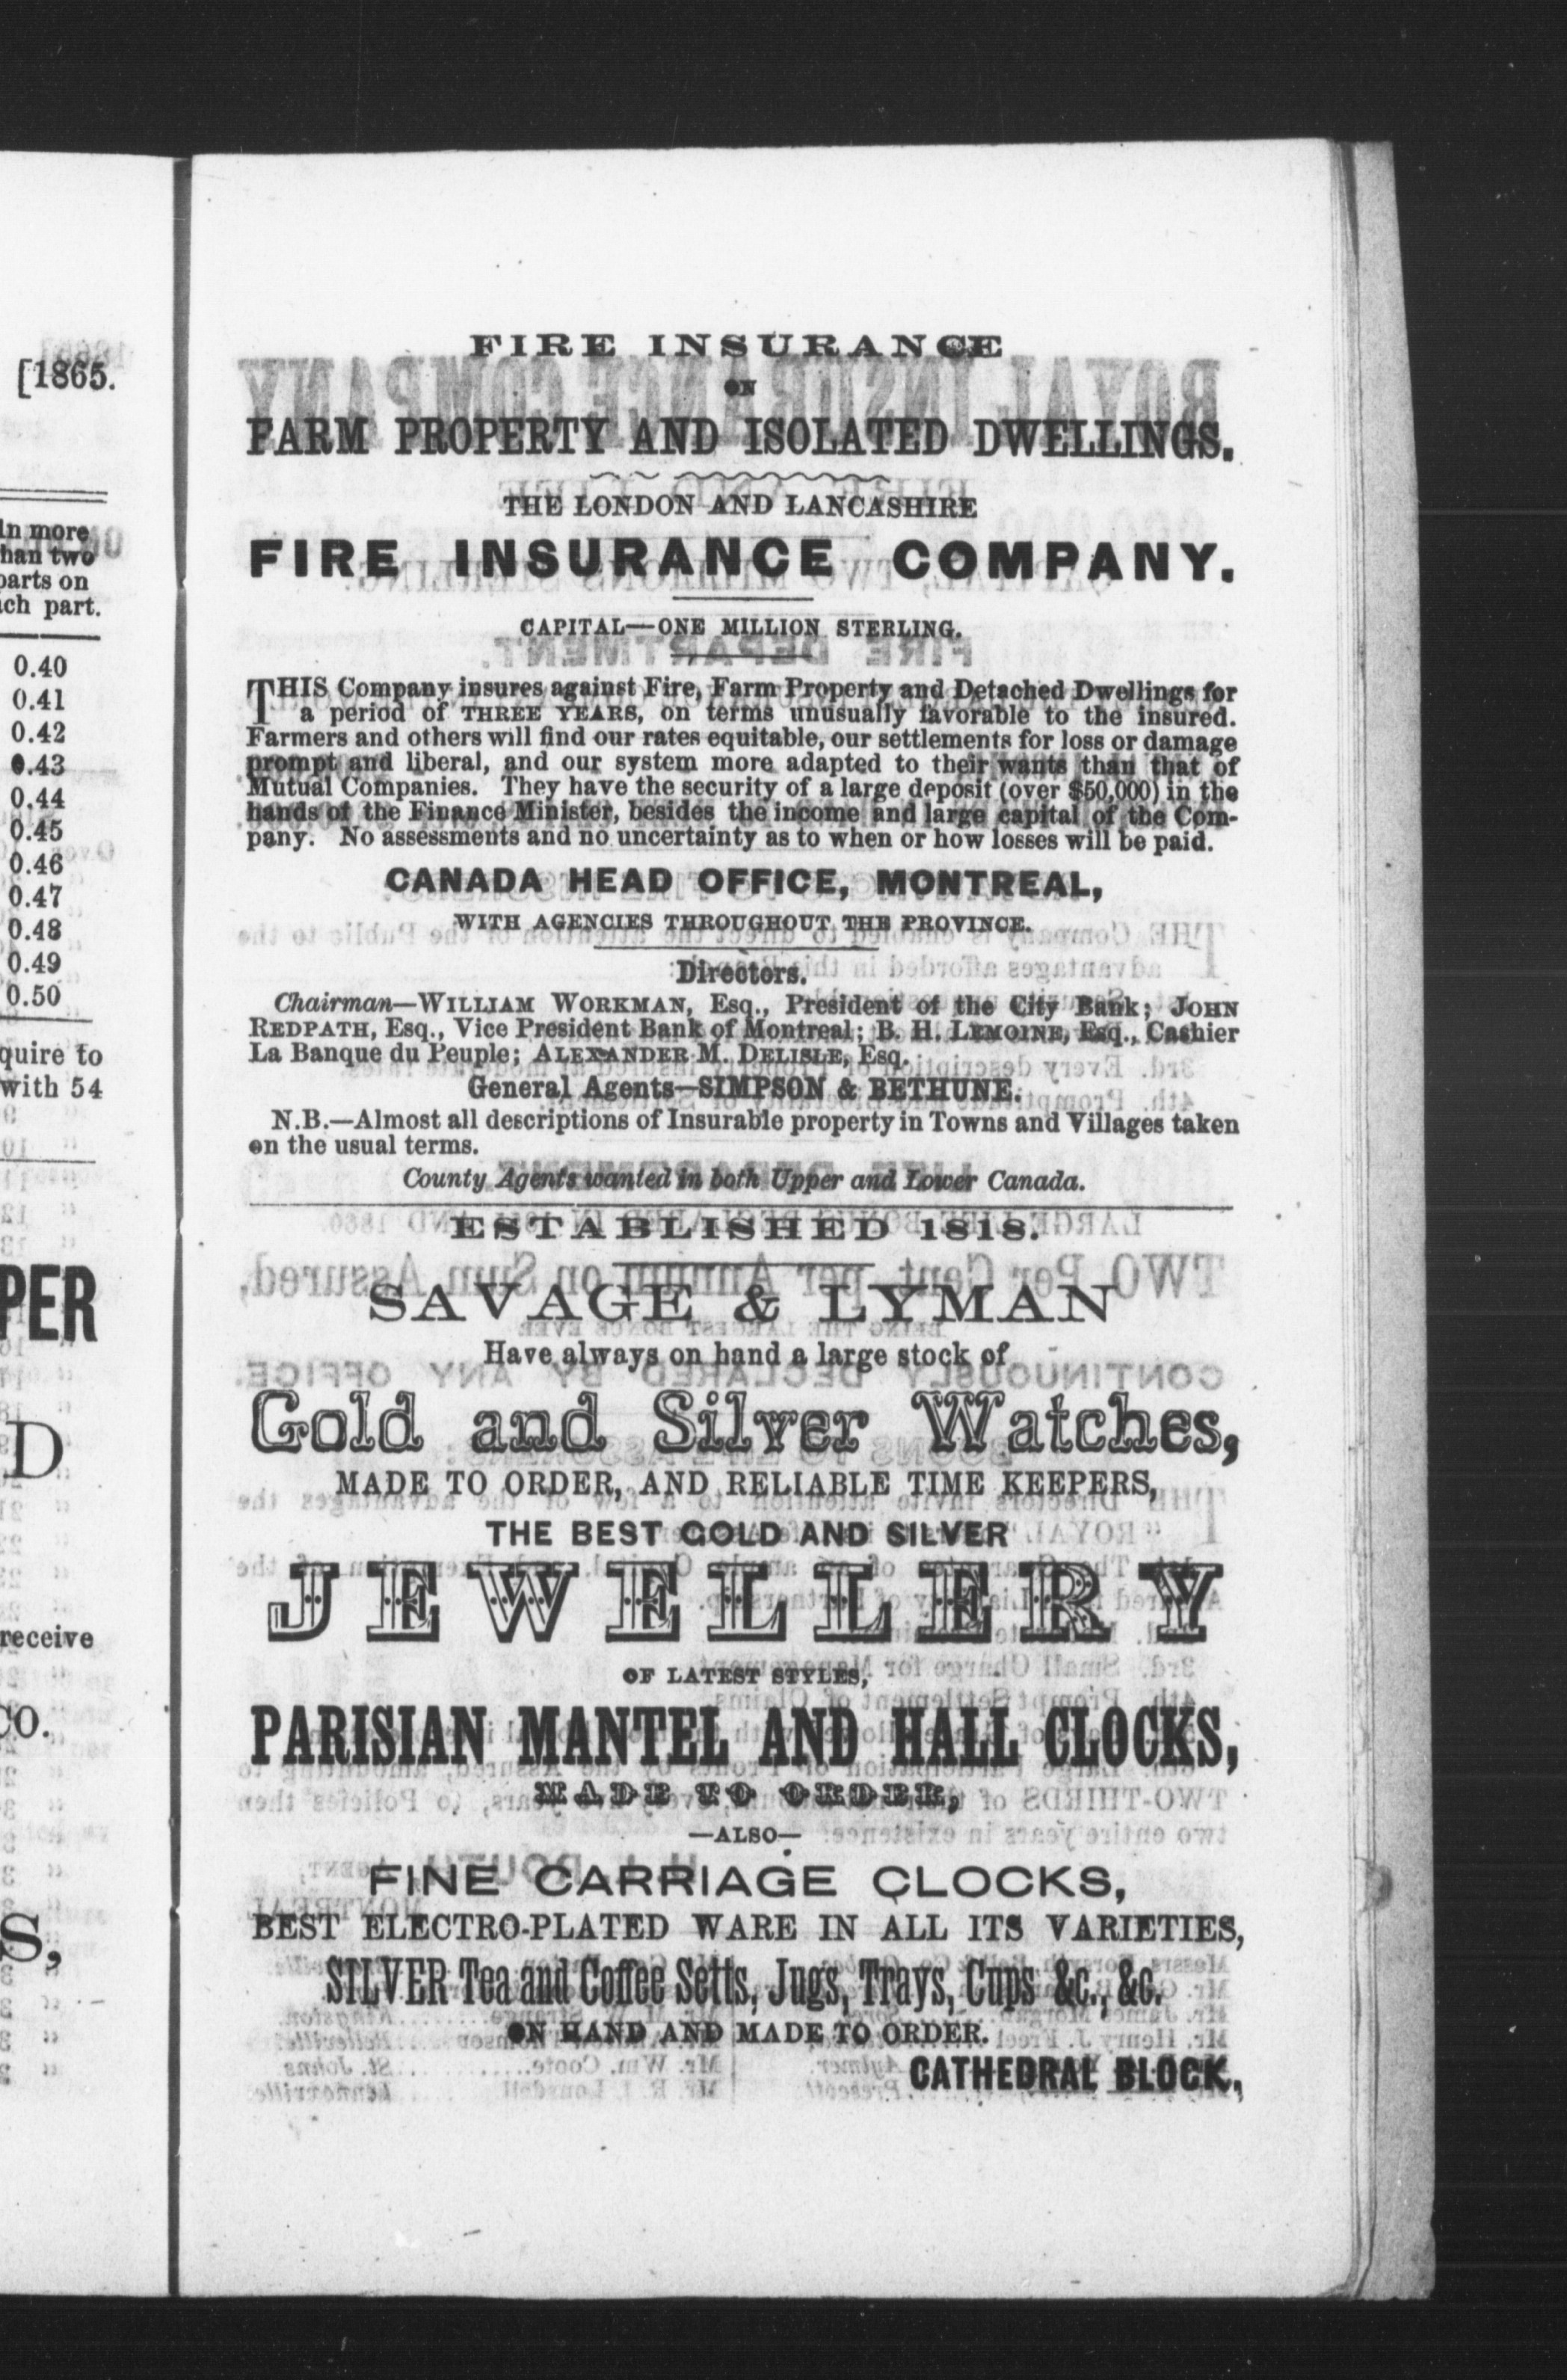 [1865.
in more
han two
parts on
ch part.
0.40
0.41
0.42
0.43
0.44
0.45
0.46
0.47
0.48
0.49
0.50
quire to
with 54
PER
D
receive
CO.
S,
FIRE INSURANCE
ON
FARM PROPERTY AND ISOLATED DWELLINGS.
THE LONDON AND LANCASHIRE
FIRE INSURANCE COMPANY.
CAPITAL—ONE MILLION STERLING.
THIS Company insures against Fire, Farm Property and Detached Dwellings for
a period of THREE YEARS, on terms unusually favorable to the insured.
Farmers and others will find our rates equitable, our settlements for loss or damage
prompt and liberal, and our system more adapted to their wants than that of
Mutual Companies. They have the security of a large deposit (over $50,000) in the
hands of the Finance Minister, besides the income and large capital of the Com-
pany. No assessments and no uncertainty as to when or how losses will be paid.
CANADA HEAD OFFICE, MONTREAL,
WITH AGENCIES THROUGHOUT THE PROVINCE.
Directors.
Chairman—WILLIAM WORKMAN, Esq., President of the City Bank; JOHN
REDPATH, Esq., Vice President Bank of Montreal; B. H. LEMOINE, Esq., Cashier
La Banque du Peuple; ALEXANDER M. DELISLE, Esq.
General Agents—SIMPSON & BETHUNE.
N.B.—Almost all descriptions of Insurable property in Towns and Villages taken
on the usual terms.
County Agents wanted in both Upper and Lower Canada.
ESTABLISHED 1818.
SAVAGE & LYMAN
Have always on hand a large stock of
Gold and Silver Watches,
MADE TO ORDER, AND RELIABLE TIME KEEPERS,
THE BEST GOLD AND SILVER
JEWELLERY
OF LATEST STYLES,
PARISIAN MANTEL AND HALL CLOCKS,
MADE TO ORDER,
—ALSO—
FINE CARRIAGE CLOCKS,
BEST ELECTRO-PLATED WARE IN ALL ITS VARIETIES,
SILVER Tea and Coffee Setts, Jugs, Trays, Cups &c., &c.
ON HAND AND MADE TO ORDER.
CATHEDRAL BLOCK,